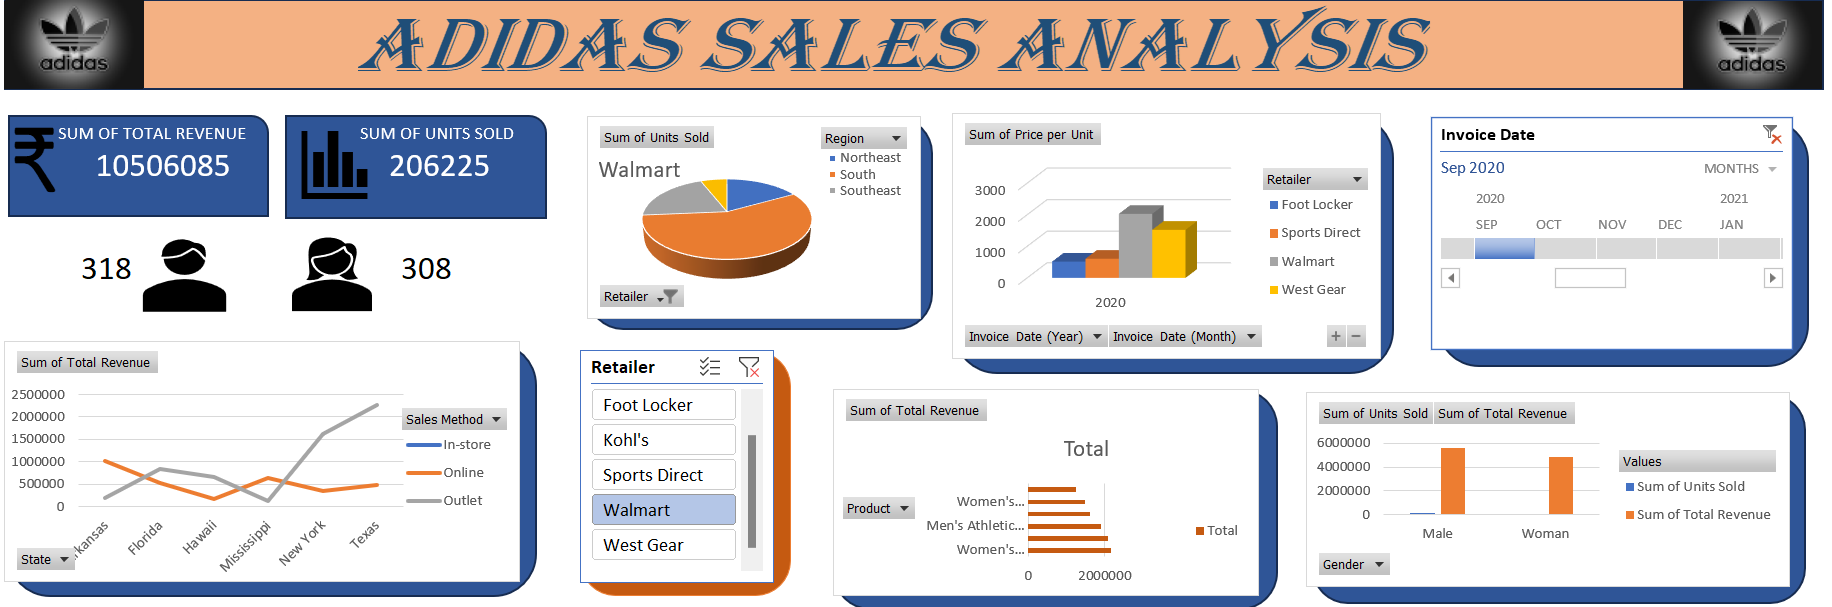 adidas
ADIDAS SALES ANALYSIS
adidas
SUM OF TOTAL REVENUE
10506085
SUM OF UNITS SOLD
206225
318
308
Sum of Units Sold
Region
Walmart
Northeast
South
Southeast
Retailer
Sum of Price per Unit
3000
2000
1000
0
2020
Retailer
Foot Locker
Sports Direct
Walmart
West Gear
Invoice Date (Year)
Invoice Date (Month)
Invoice Date
Sep 2020
MONTHS
2020
2021
SEP
OCT
NOV
DEC
JAN
Sum of Total Revenue
2500000
2000000
1500000
1000000
500000
0
Sales Method
In-store
Online
Outlet
rkansas
Florida
Hawaii
Mississippi
New York
Texas
State
Retailer
Foot Locker
Kohl's
Sports Direct
Walmart
West Gear
Sum of Total Revenue
Total
Product
Women's...
Men's Athletic...
Women's...
0
2000000
Total
Sum of Units Sold
Sum of Total Revenue
6000000
4000000
2000000
0
Male
Woman
Values
Sum of Units Sold
Sum of Total Revenue
Gender